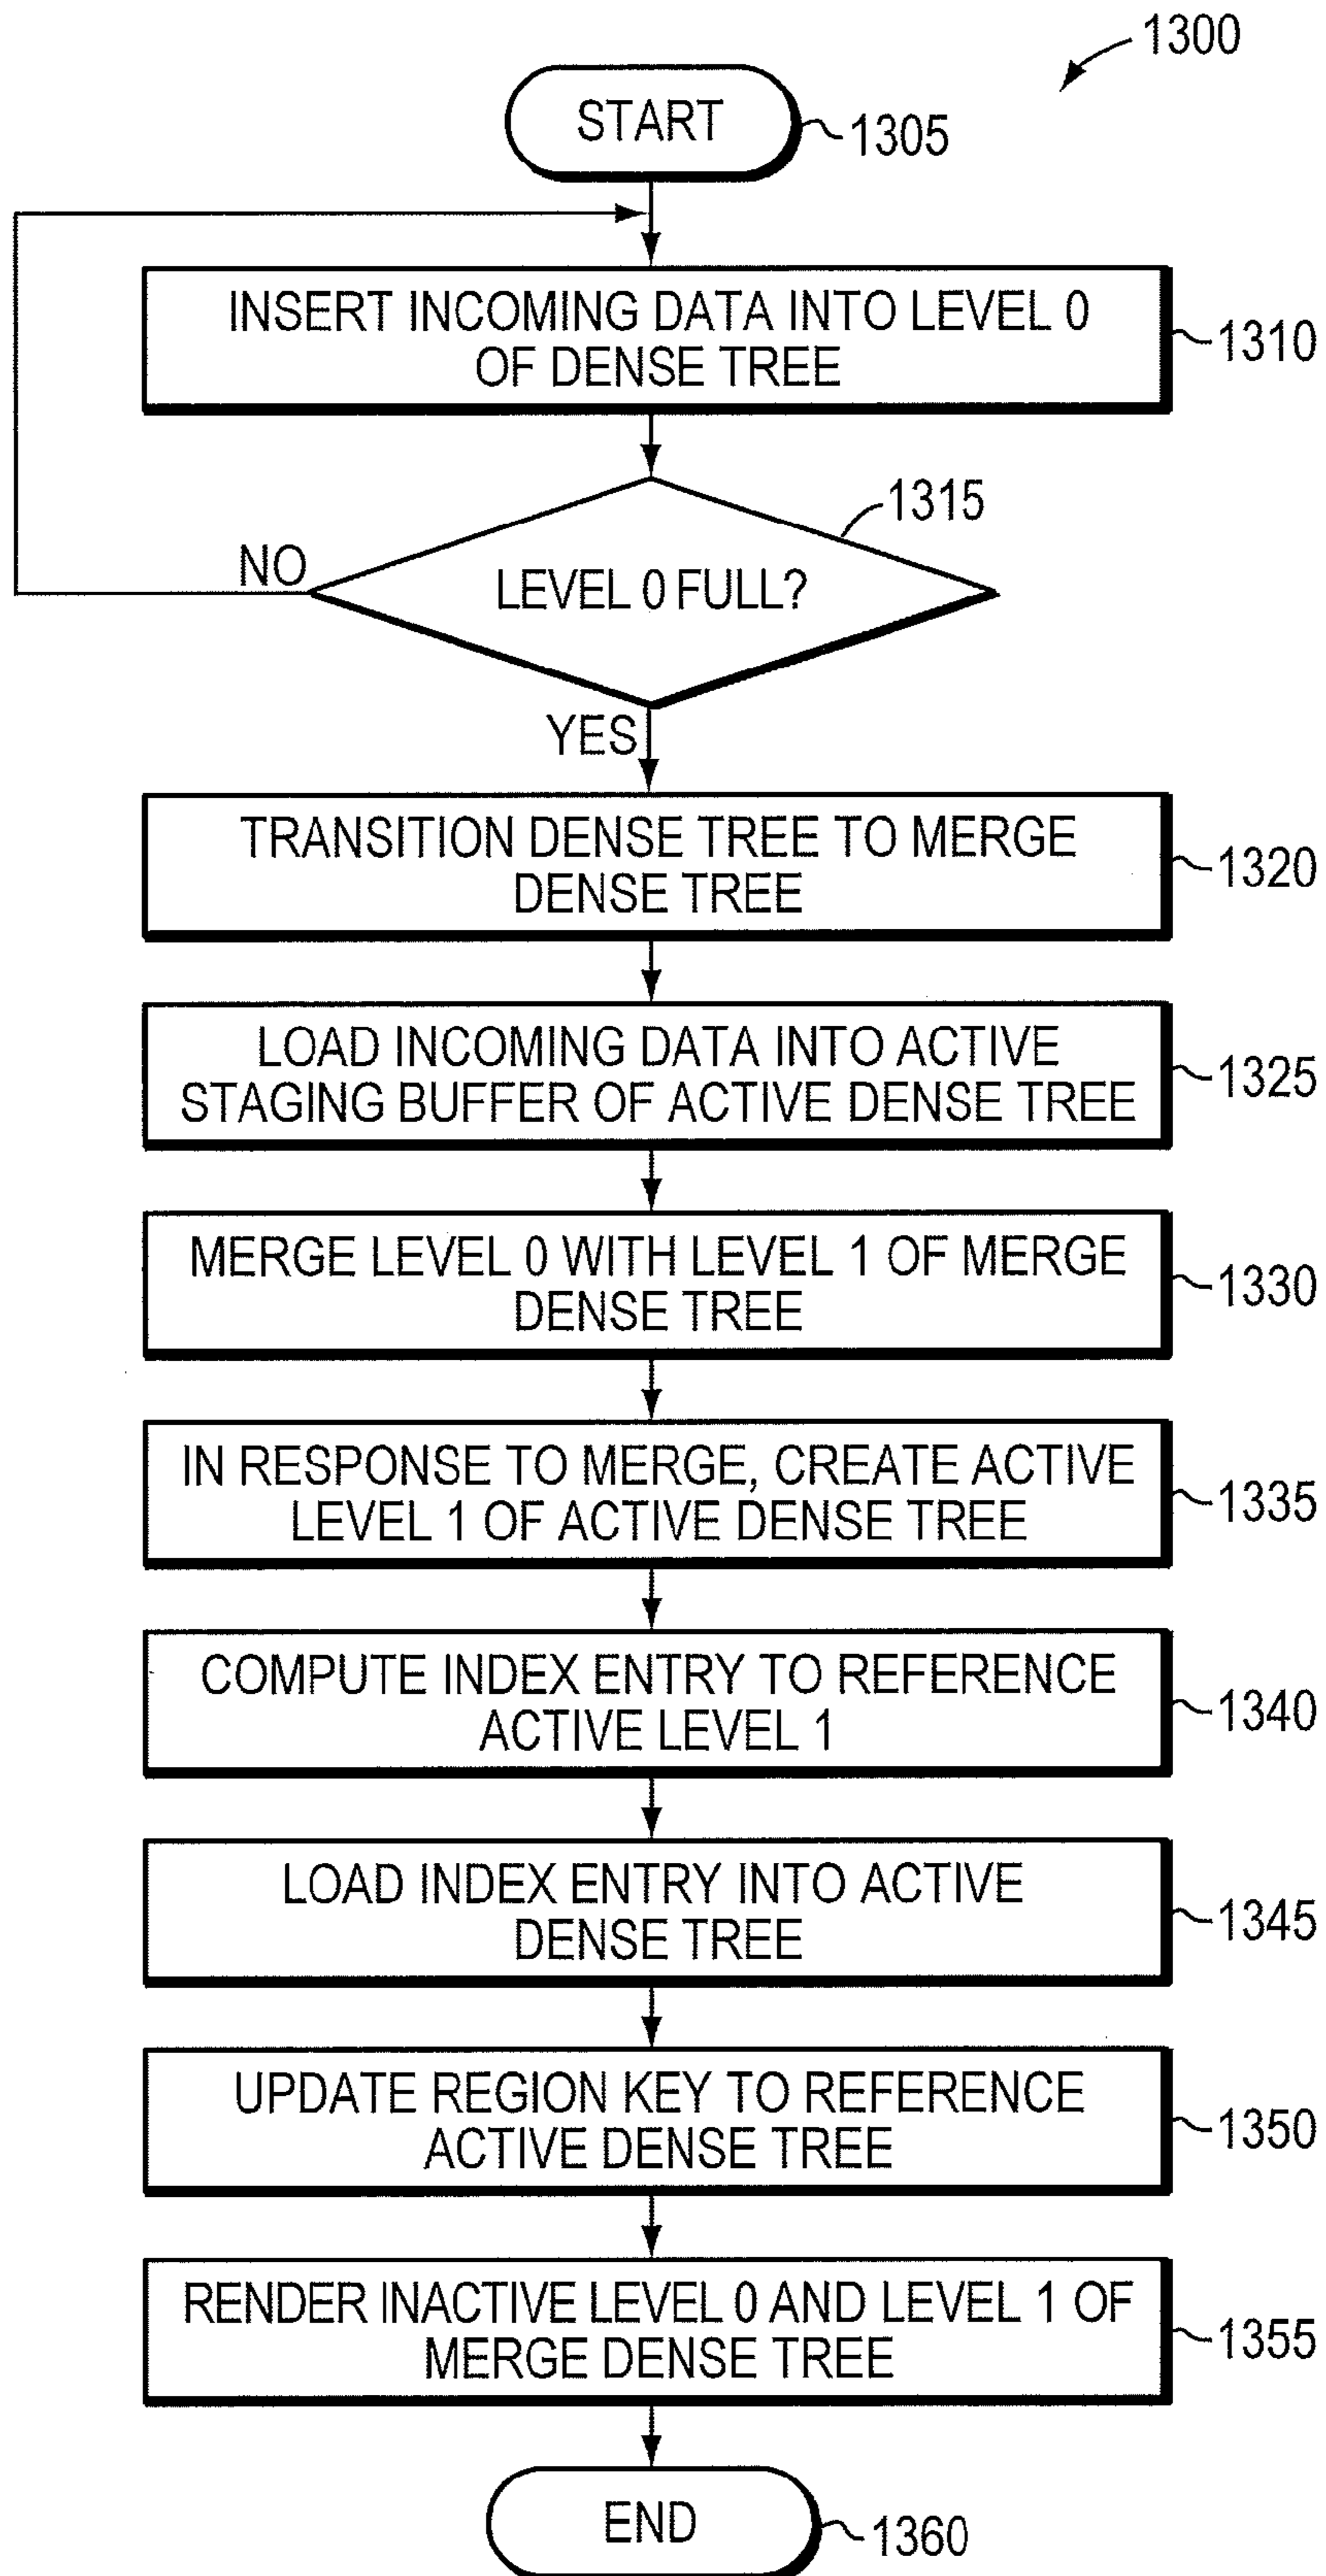 1300
START
1305
INSERT INCOMING DATA INTO LEVEL 0
OF DENSE TREE
1310
1315
NO
LEVEL 0 FULL?
YES
TRANSITION DENSE TREE TO MERGE
DENSE TREE
1320
LOAD INCOMING DATA INTO ACTIVE
STAGING BUFFER OF ACTIVE DENSE TREE
1325
MERGE LEVEL 0 WITH LEVEL 1 OF MERGE
DENSE TREE
1330
IN RESPONSE TO MERGE, CREATE ACTIVE
LEVEL 1 OF ACTIVE DENSE TREE
1335
COMPUTE INDEX ENTRY TO REFERENCE
ACTIVE LEVEL 1
1340
LOAD INDEX ENTRY INTO ACTIVE
DENSE TREE
1345
UPDATE REGION KEY TO REFERENCE
ACTIVE DENSE TREE
1350
RENDER INACTIVE LEVEL 0 AND LEVEL 1 OF
MERGE DENSE TREE
1355
END
1360